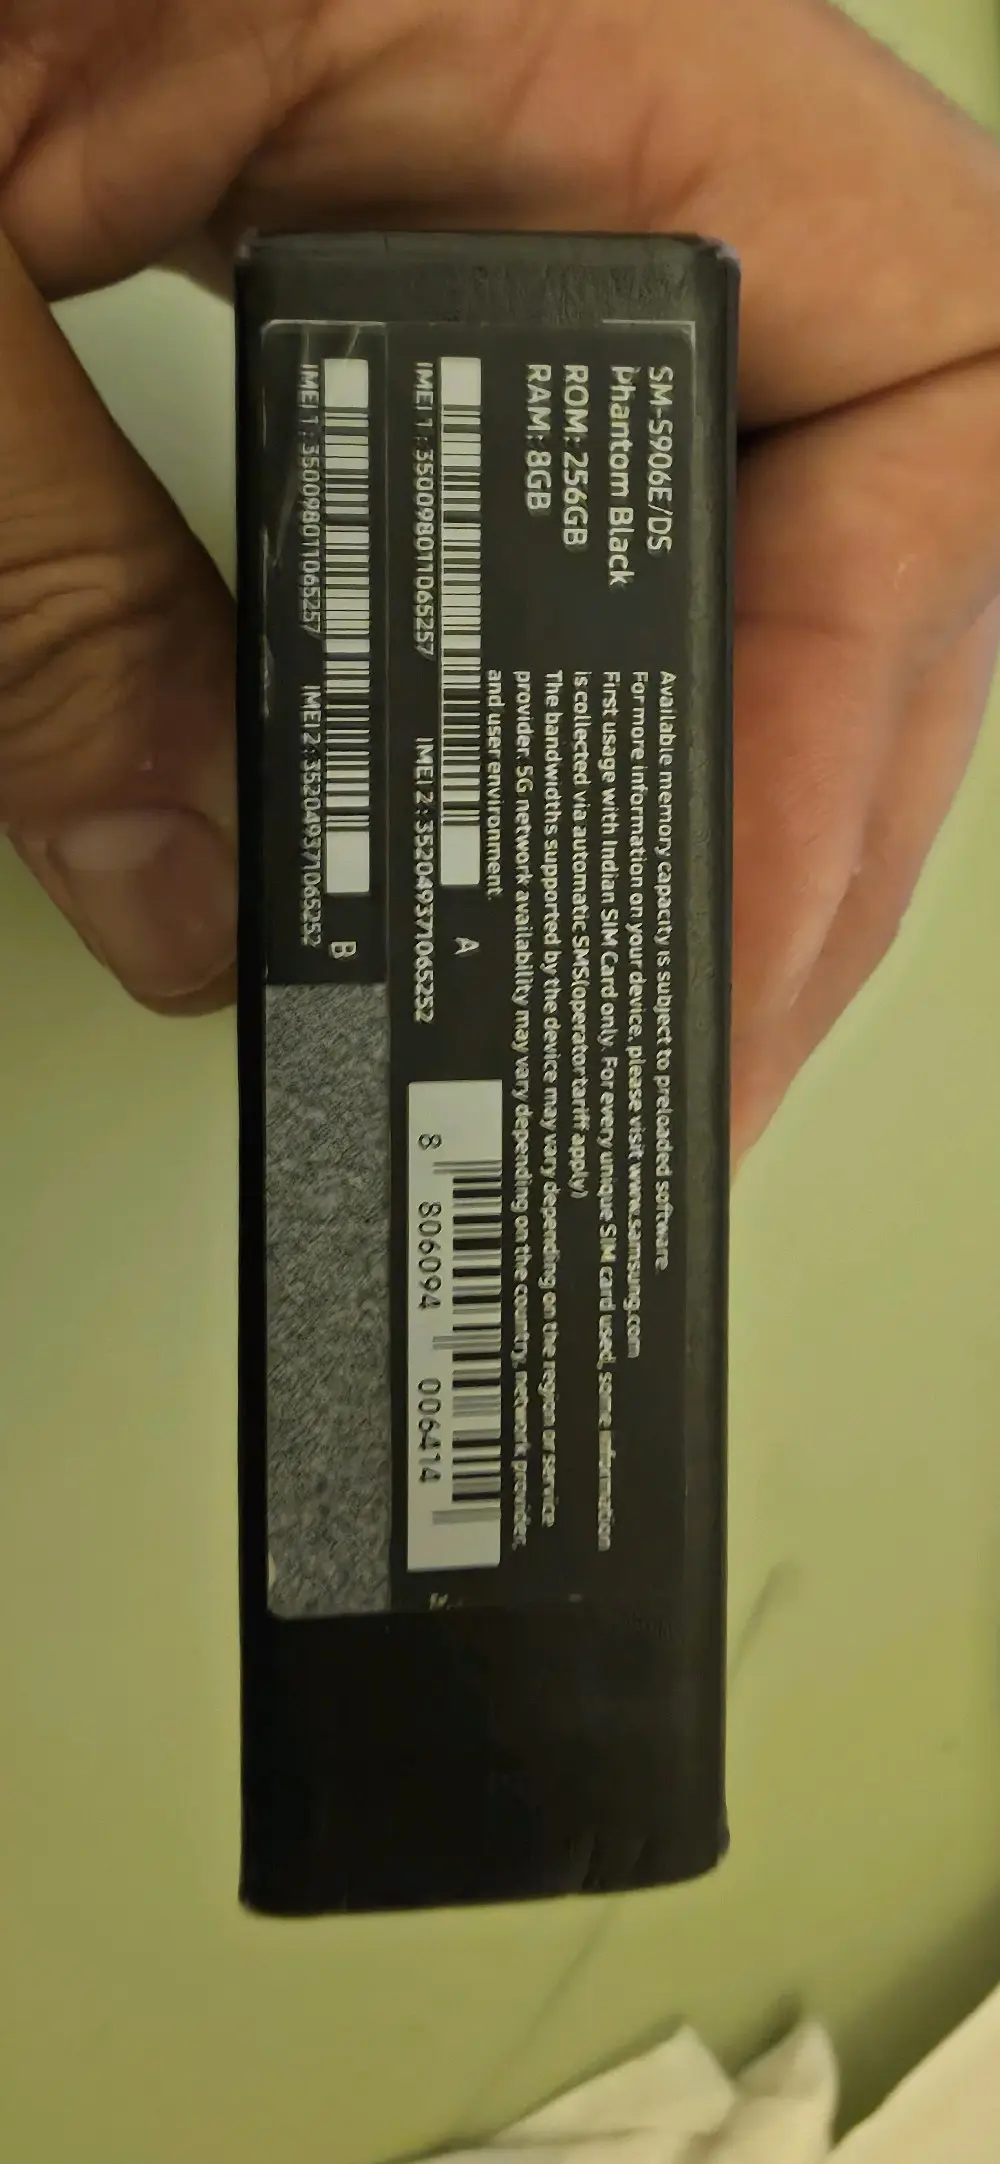 SM-S906E/DS
Phantom Black
ROM: 256GB
RAM: 8GB
Available memory capacity is subject to preloaded software
For more information on your device, please visit www.samsung.com
First usage with Indian SIM Card only. For every unique SIM card used, some information
is collected via automatic SMS(operator tariff apply)
The bandwidths supported by the device may vary depending on the region or service
provider. 5G network availability may vary depending on the country, network provider,
and user environment.
A
IMEI 1 : 350098011065257 IMEI 2 : 352049371065252
8 806094 006414
B
IMEI 1 : 350098011065257 IMEI 2 : 352049371065252